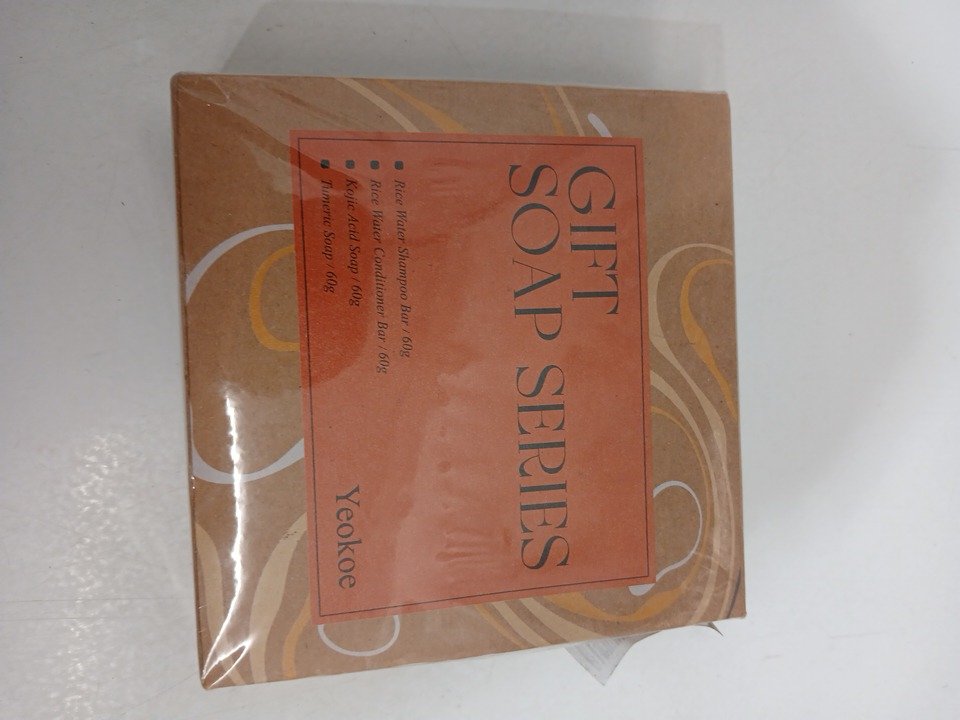 GIFT
SOAP SERIES
Rice Water Shampoo Bar / 60g
Rice Water Conditioner Bar / 60g
Kojic Acid Soap / 60g
Tumeric Soap / 60g
Yeokoe